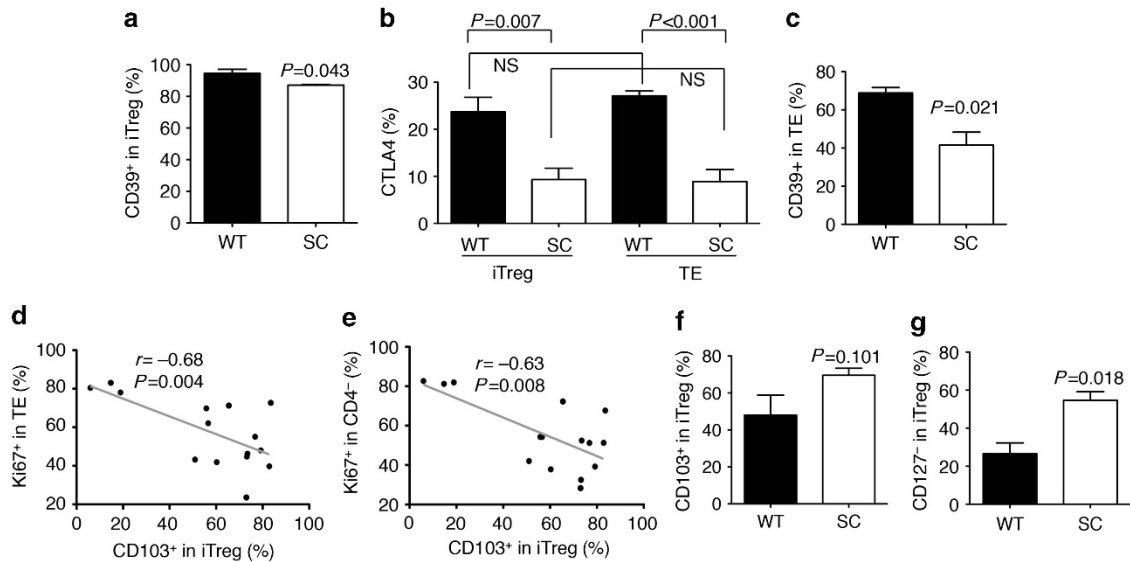 a
P=0.043
CD39⁺ in iTreg (%)
100
80
60
40
20
0
WT SC
b
P=0.007 P<0.001
NS NS
CTLA4 (%)
30
20
10
0
WT SC WT SC
iTreg TE
c
P=0.021
CD39+ in TE (%)
80
60
40
20
0
WT SC
d
r= −0.68
P=0.004
Ki67⁺ in TE (%)
100
80
60
40
20
0 20 40 60 80 100
CD103⁺ in iTreg (%)
e
r= −0.63
P=0.008
Ki67⁺ in CD4⁻ (%)
100
80
60
40
20
0 20 40 60 80 100
CD103⁺ in iTreg (%)
f
P=0.101
CD103⁺ in iTreg (%)
80
60
40
20
0
WT SC
g
P=0.018
CD127⁻ in iTreg (%)
80
60
40
20
0
WT SC